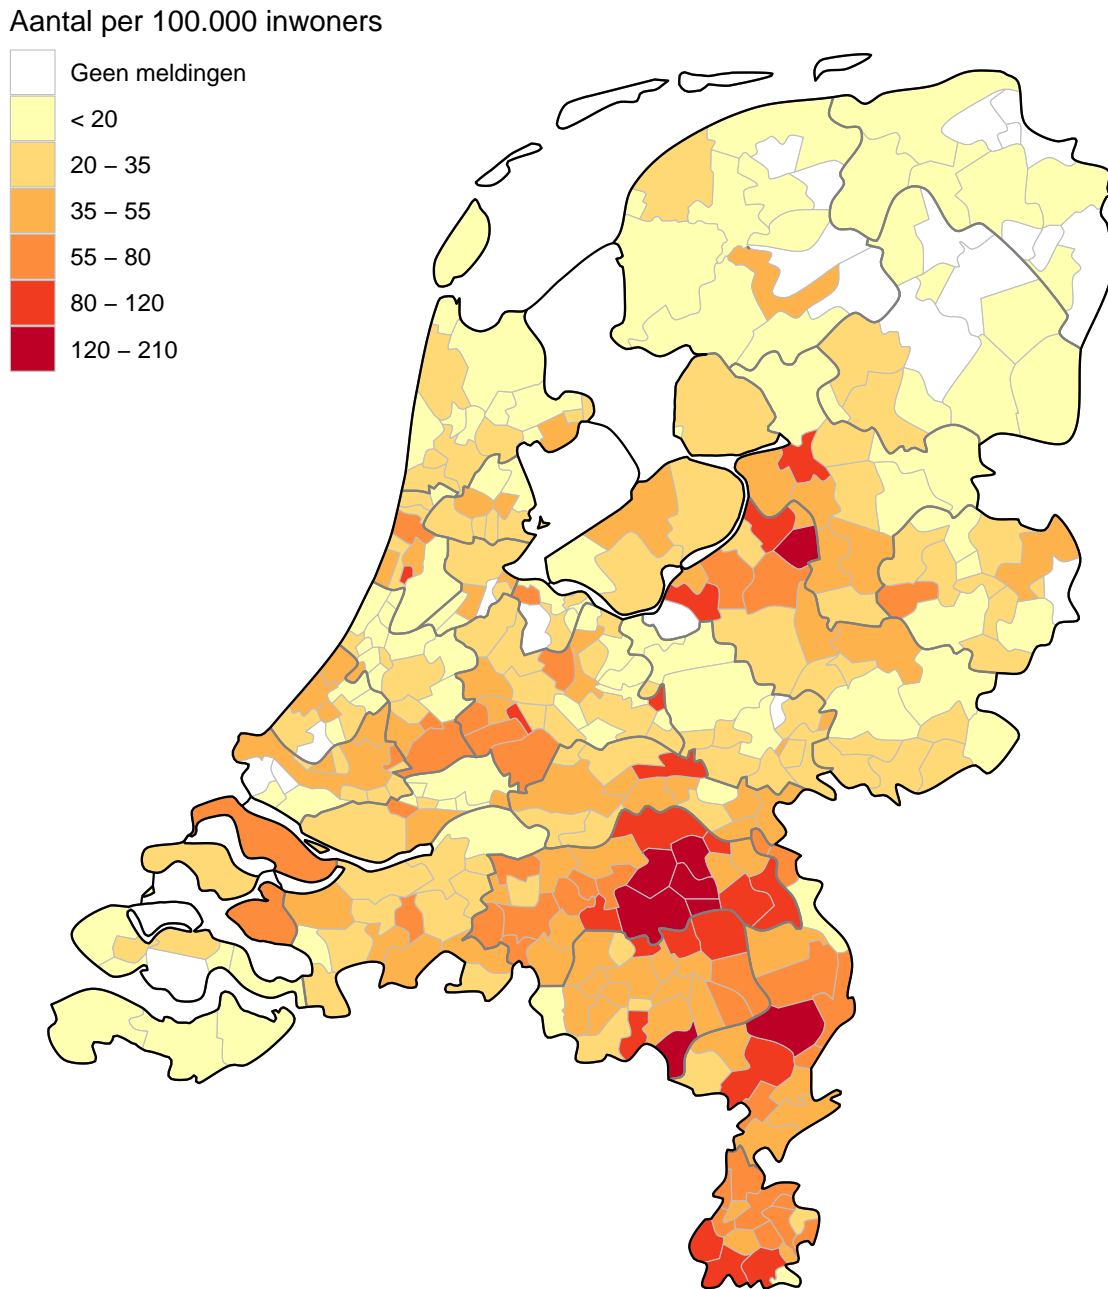 Aantal per 100.000 inwoners
Geen meldingen
< 20
20 – 35
35 – 55
55 – 80
80 – 120
120 – 210